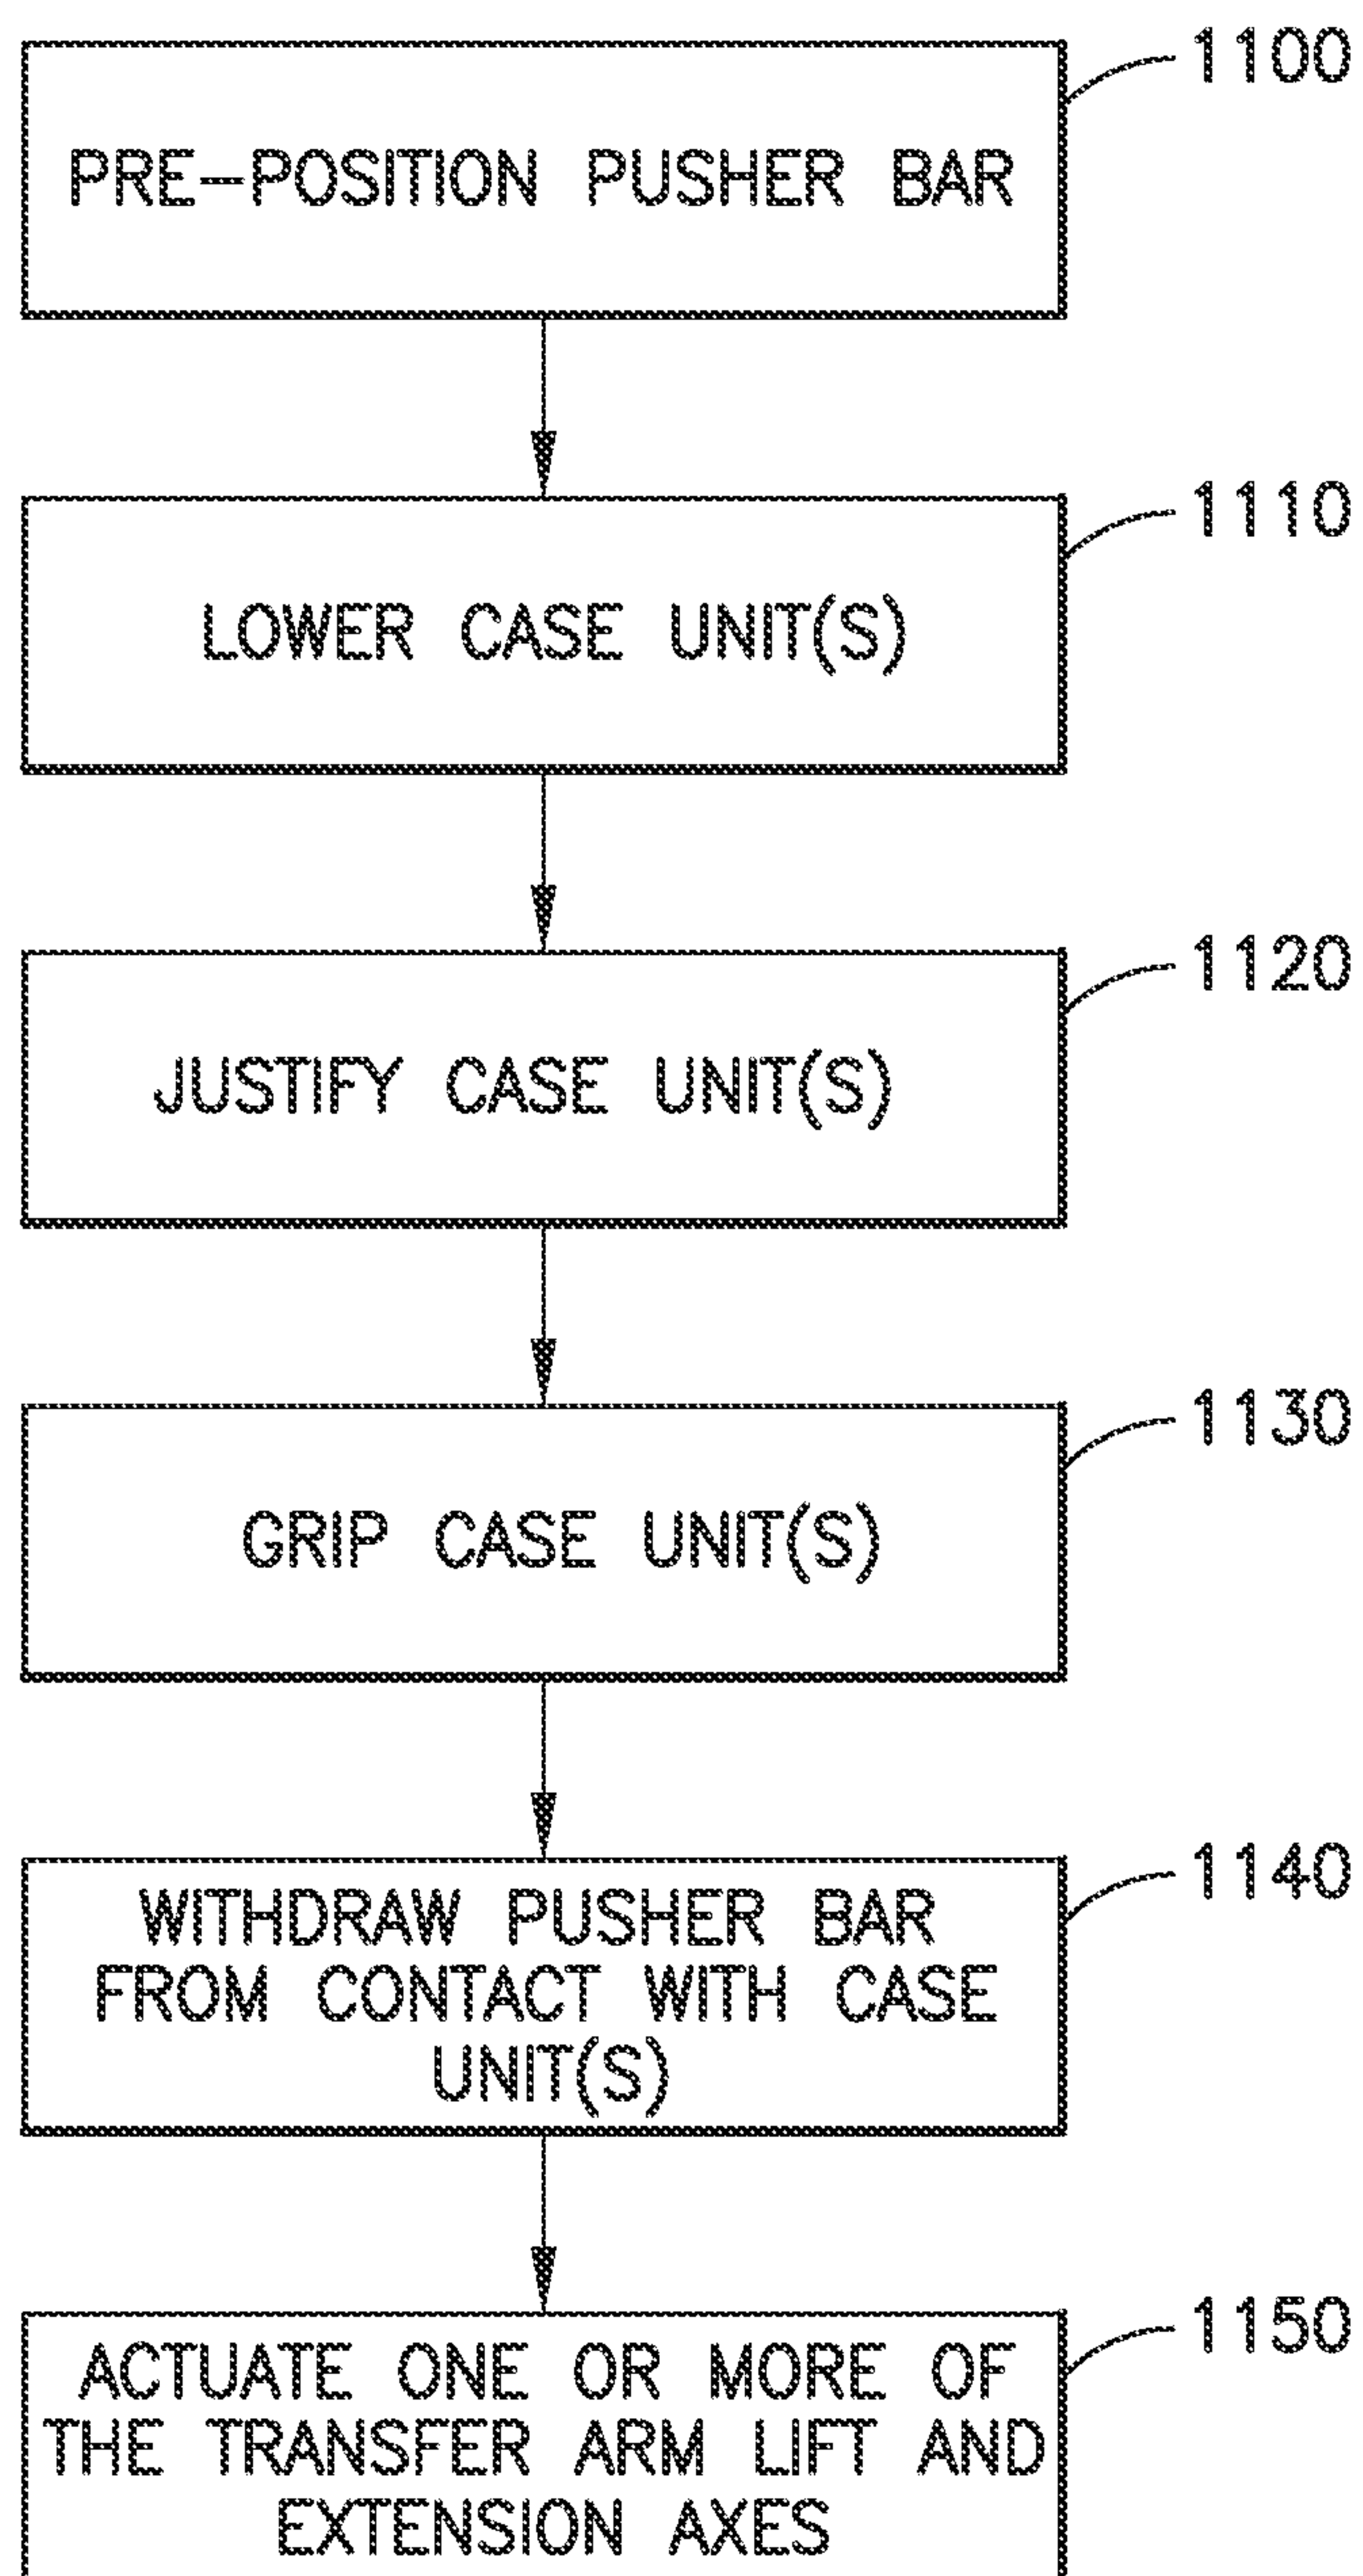 1100
PRE-POSITION PUSHER BAR
1110
LOWER CASE UNIT(S)
1120
JUSTIFY CASE UNIT(S)
1130
GRIP CASE UNIT(S)
1140
WITHDRAW PUSHER BAR
FROM CONTACT WITH CASE
UNIT(S)
1150
ACTUATE ONE OR MORE OF
THE TRANSFER ARM LIFT AND
EXTENSION AXES